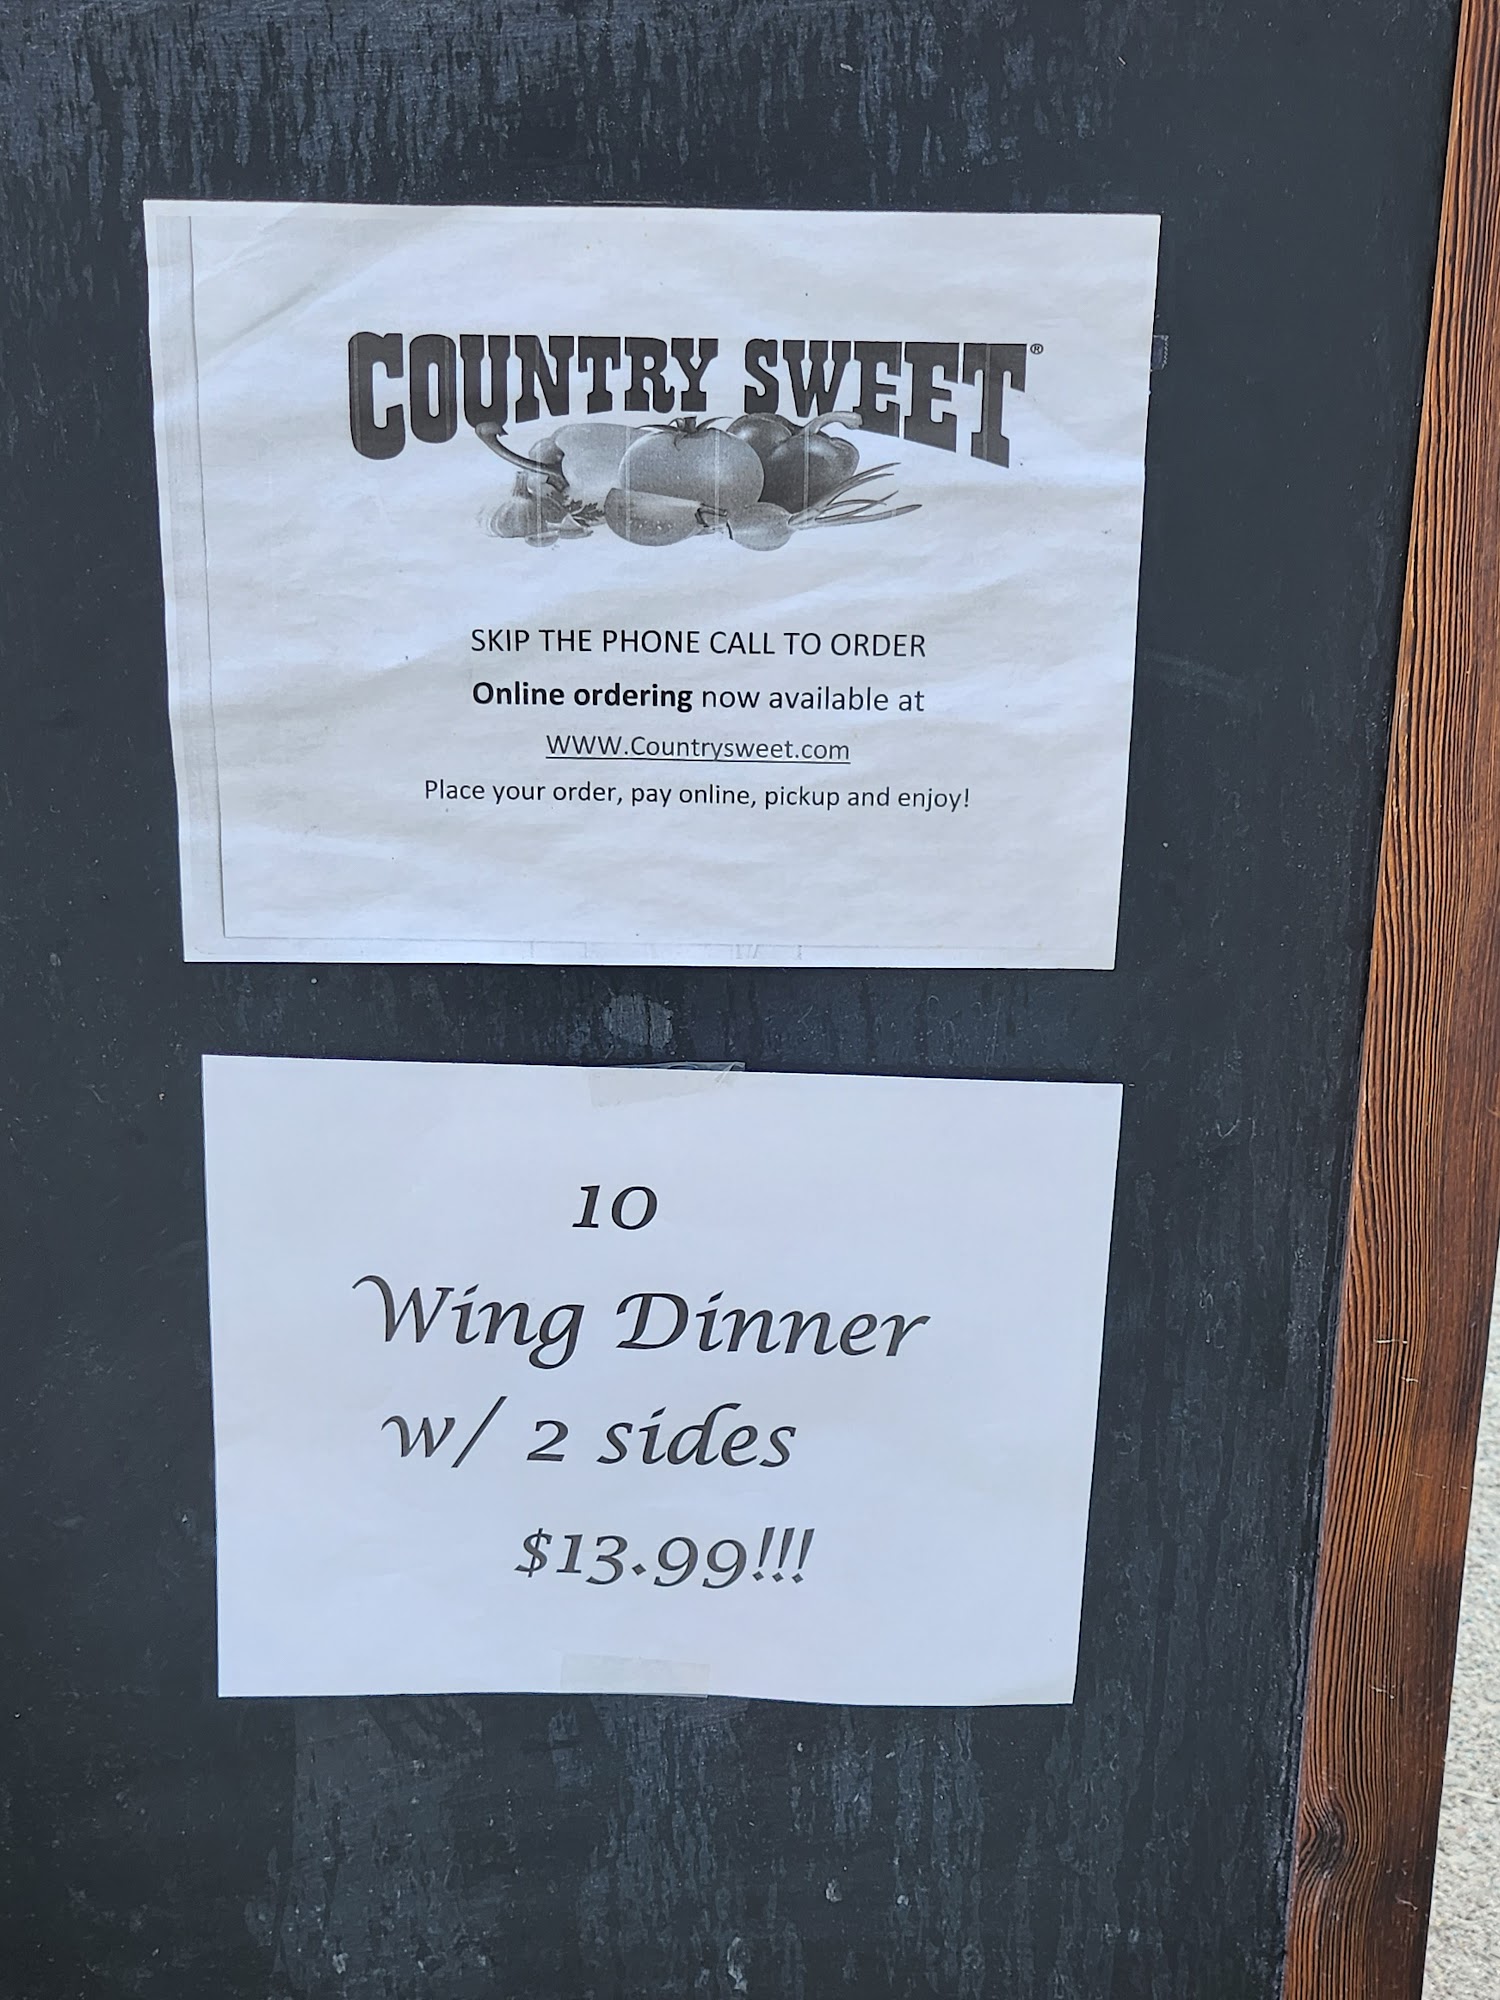 COUNTRY SWEET®
SKIP THE PHONE CALL TO ORDER
Online ordering now available at
WWW.Countrysweet.com
Place your order, pay online, pickup and enjoy!
10
Wing Dinner
w/ 2 sides
$13.99!!!